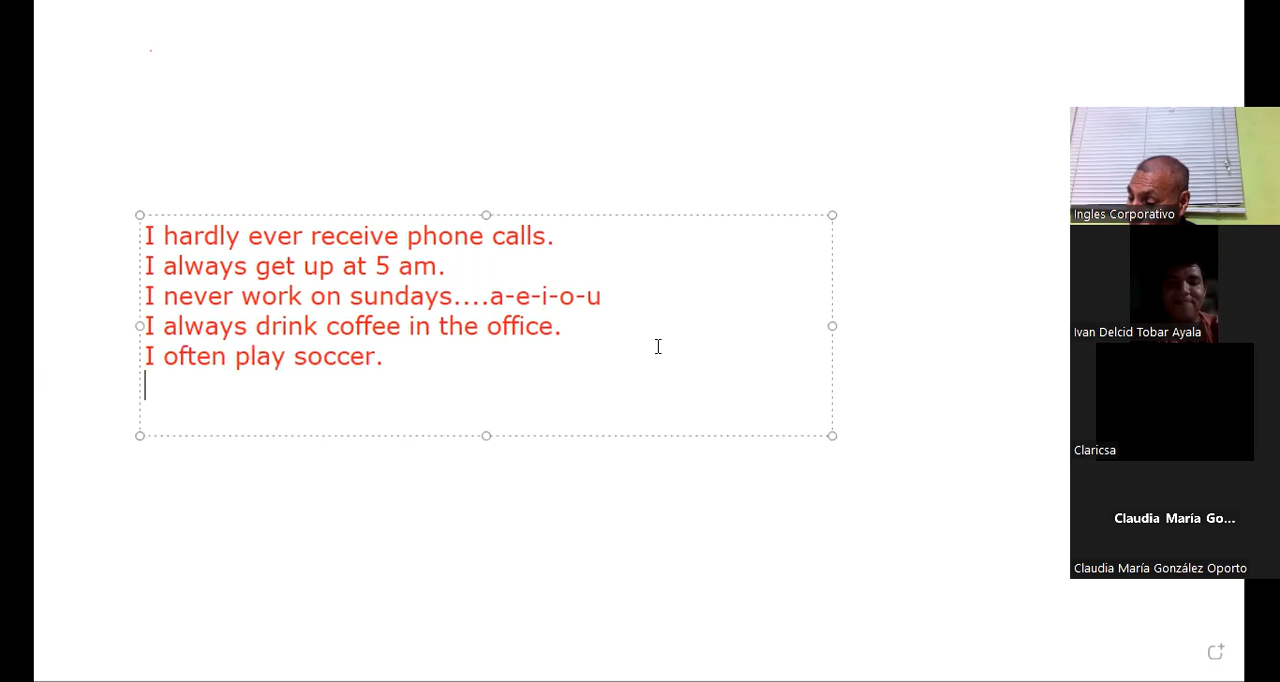 I hardly ever receive phone calls.
I always get up at 5 am.
I never work on sundays....a-e-i-o-u
I always drink coffee in the office.
I often play soccer.
Ingles Corporativo
Ivan Delcid Tobar Ayala
Claricsa
Claudia María Go...
Claudia María González Oporto